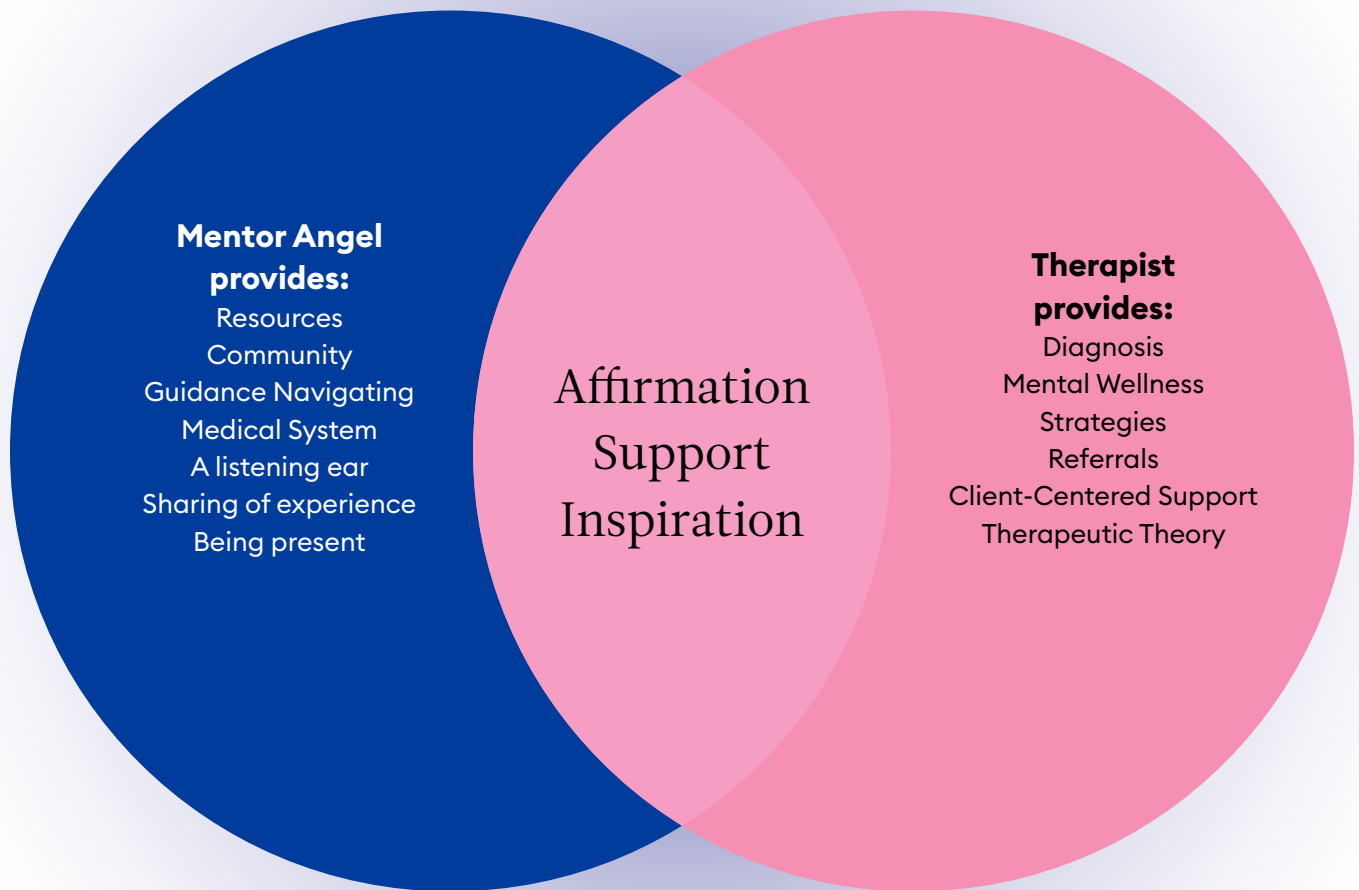 Mentor Angel
provides:
Resources
Community
Guidance Navigating
Medical System
A listening ear
Sharing of experience
Being present
Affirmation
Support
Inspiration
Therapist
provides:
Diagnosis
Mental Wellness
Strategies
Referrals
Client-Centered Support
Therapeutic Theory